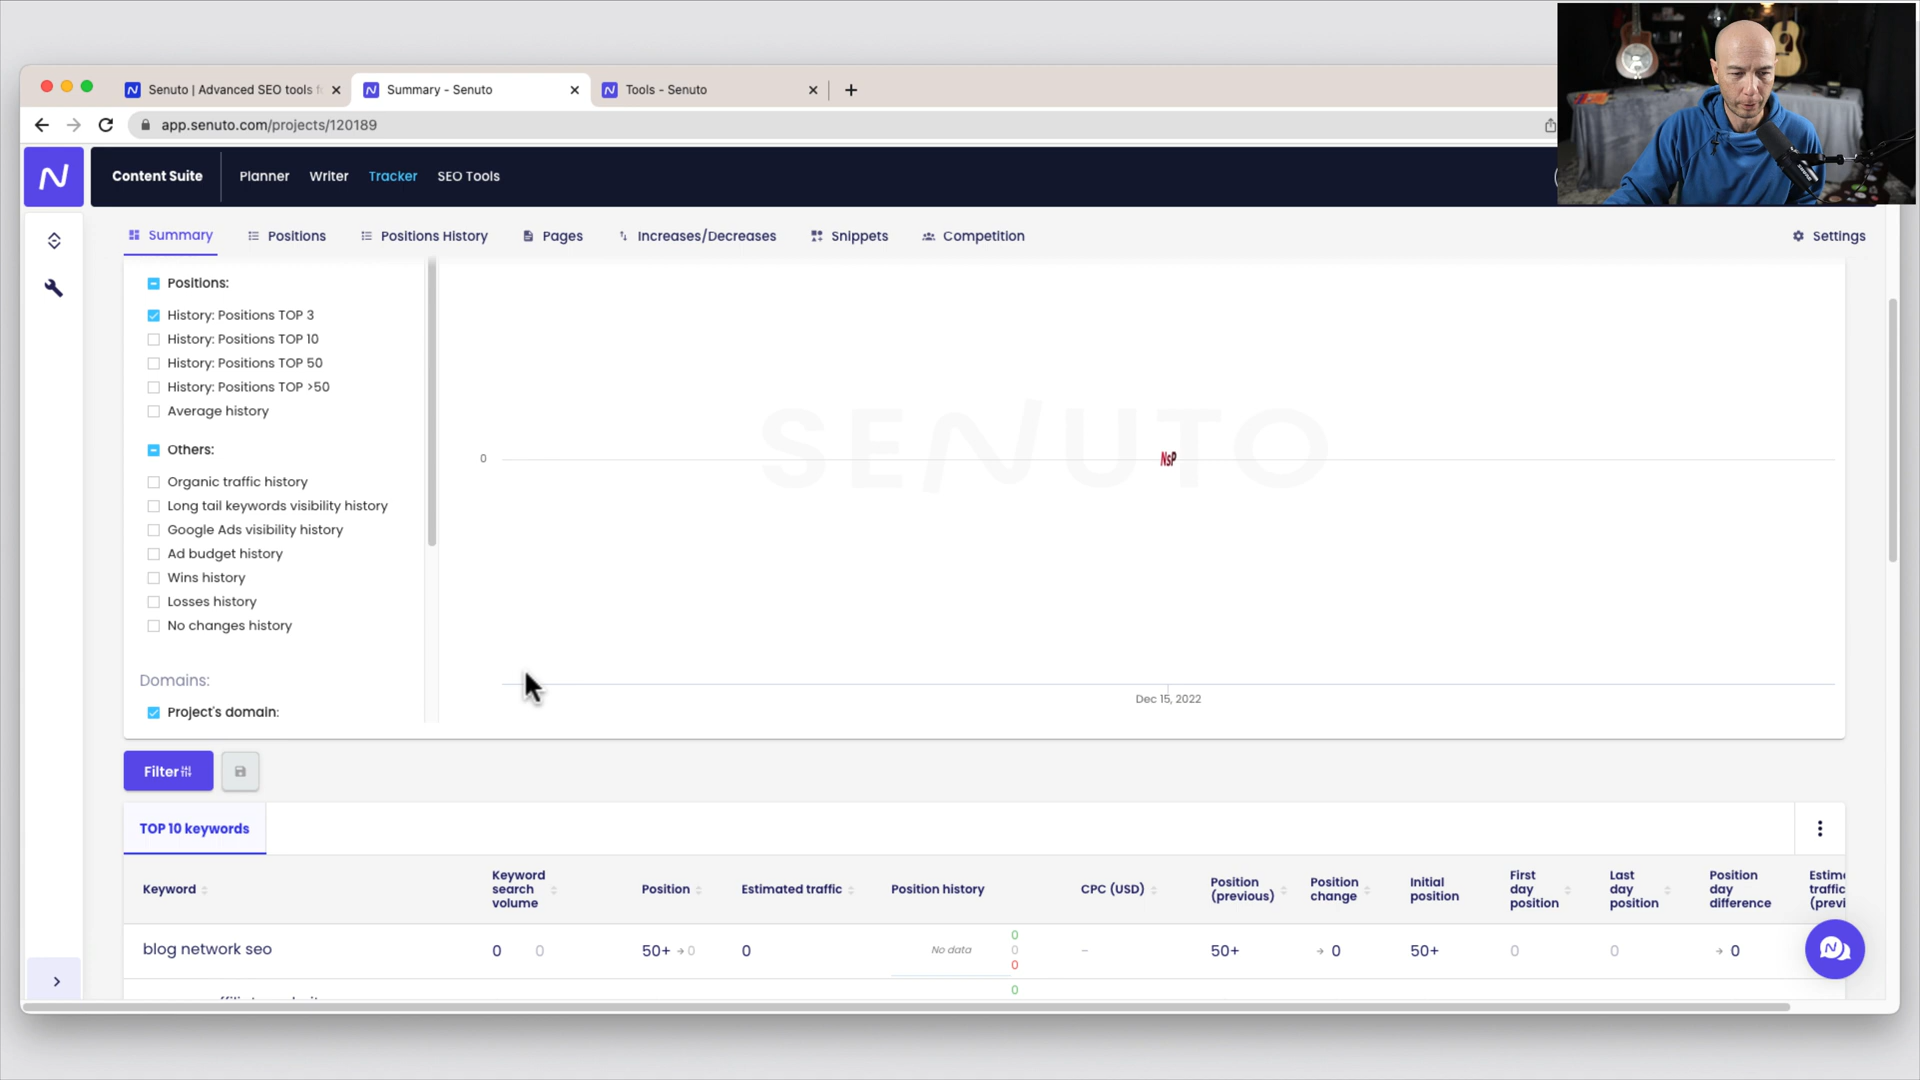 Senuto | Advanced SEO tools f
Summary - Senuto
Tools - Senuto
app.senuto.com/projects/120189
Content Suite
Planner
Writer
Tracker
SEO Tools
Summary
Positions
Positions History
Pages
Increases/Decreases
Snippets
Competition
Settings
Positions:
History: Positions TOP 3
History: Positions TOP 10
History: Positions TOP 50
History: Positions TOP >50
Average history
Others:
Organic traffic history
Long tail keywords visibility history
Google Ads visibility history
Ad budget history
Wins history
Losses history
No changes history
Domains:
Project's domain:
SENUTO
0
NSP
Dec 15, 2022
Filter
TOP 10 keywords
Keyword
Keyword
search
volume
Position
Estimated traffic
Position history
CPC (USD)
Position
(previous)
Position
change
Initial
position
First
day
position
Last
day
position
Position
day
difference
Estim
traffic
(previ
blog network seo
0 0
50+ → 0
0
No data
0
0
0
-
50+
→ 0
50+
0
0
→ 0
0